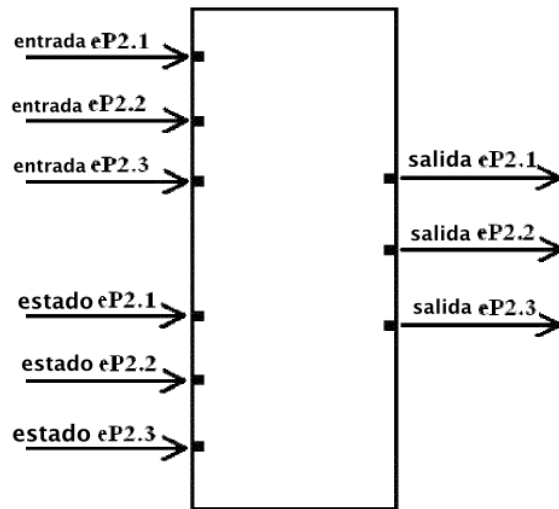 entrada eP2.1
entrada eP2.2
entrada eP2.3
salida eP2.1
salida eP2.2
salida eP2.3
estado eP2.1
estado eP2.2
estado eP2.3